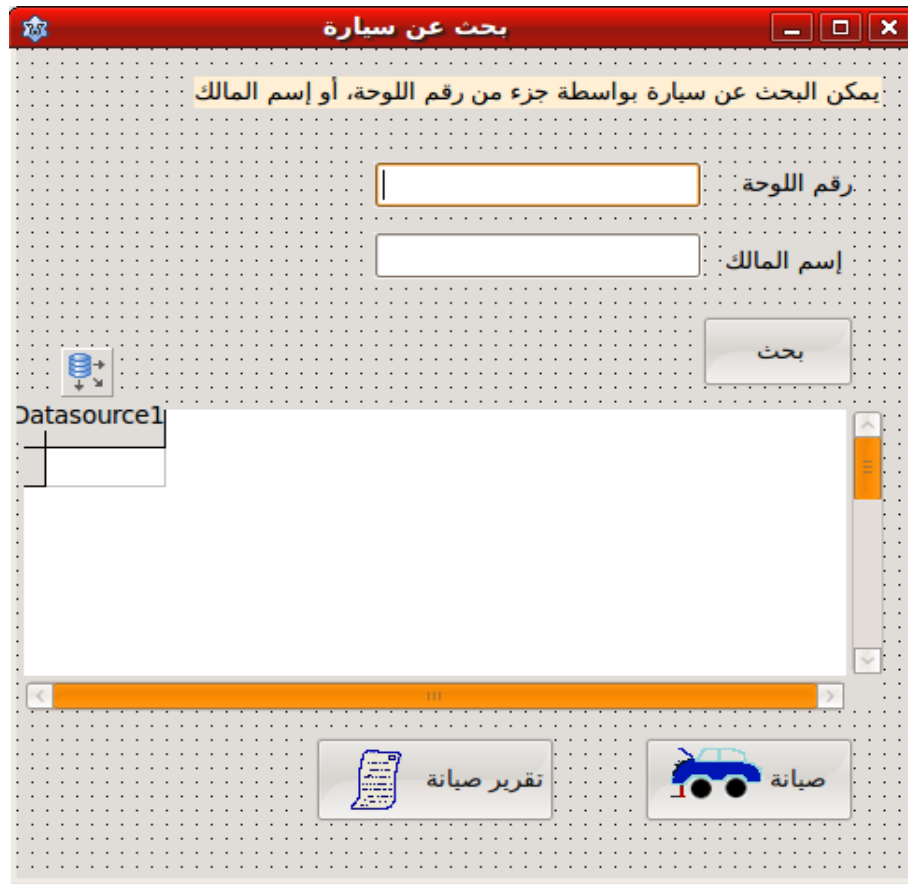 بحث عن سيارة
يمكن البحث عن سيارة بواسطة جزء من رقم اللوحة، أو إسم المالك
رقم اللوحة
إسم المالك
بحث
Datasource1
صيانة
تقرير صيانة